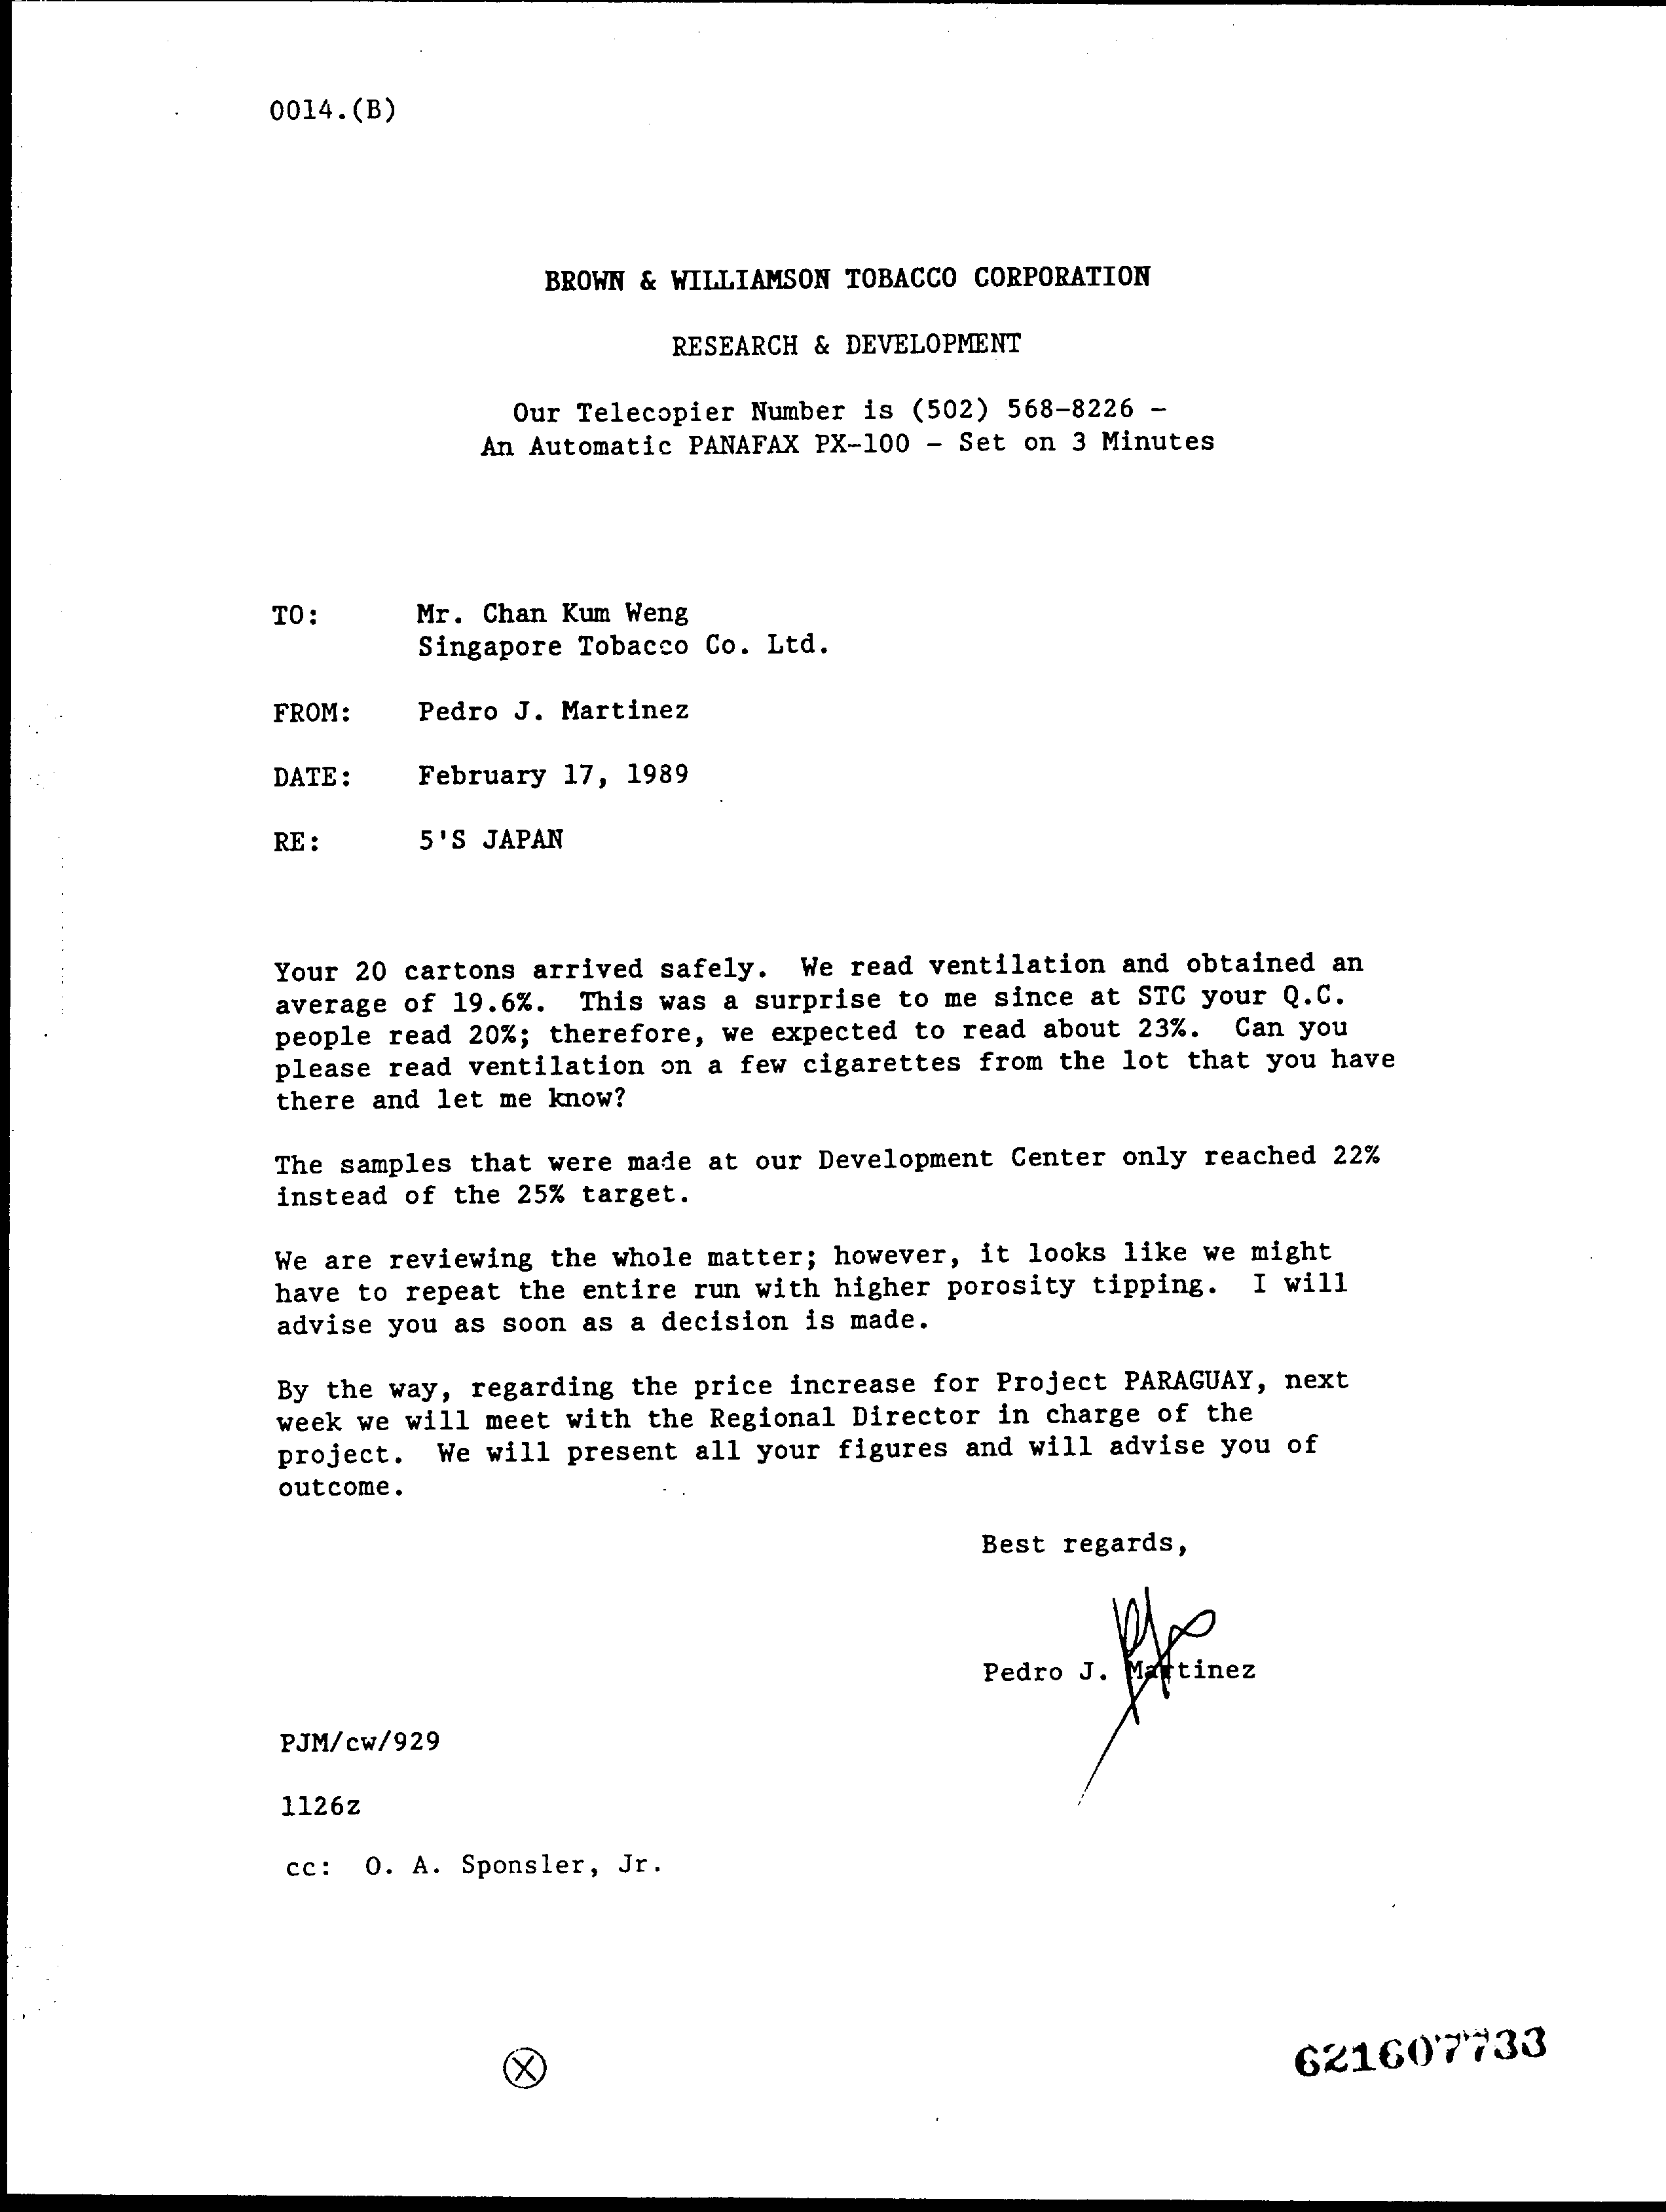 0014.(B)
BROWN & WILLIAMSON TOBACCO CORPORATION
RESEARCH & DEVELOPMENT
Our Telecopier Number is (502) 568-8226 -
An Automatic PANAFAX PX-100 - Set on 3 Minutes
TO: Mr. Chan Kum Weng
Singapore Tobacco Co. Ltd.
FROM: Pedro J. Martinez
DATE: February 17, 1989
RE: 5'S JAPAN
Your 20 cartons arrived safely. We read ventilation and obtained an
average of 19.6%. This was a surprise to me since at STC your Q.C.
people read 20%; therefore, we expected to read about 23%. Can you
please read ventilation on a few cigarettes from the lot that you have
there and let me know?
The samples that were made at our Development Center only reached 22%
instead of the 25% target.
We are reviewing the whole matter; however, it looks like we might
have to repeat the entire run with higher porosity tipping. I will
advise you as soon as a decision is made.
By the way, regarding the price increase for Project PARAGUAY, next
week we will meet with the Regional Director in charge of the
project. We will present all your figures and will advise you of
outcome.
Best regards,
Pedro J. Martinez
PJM/cw/929
1126z
cc: O. A. Sponsler, Jr.
X
621607733